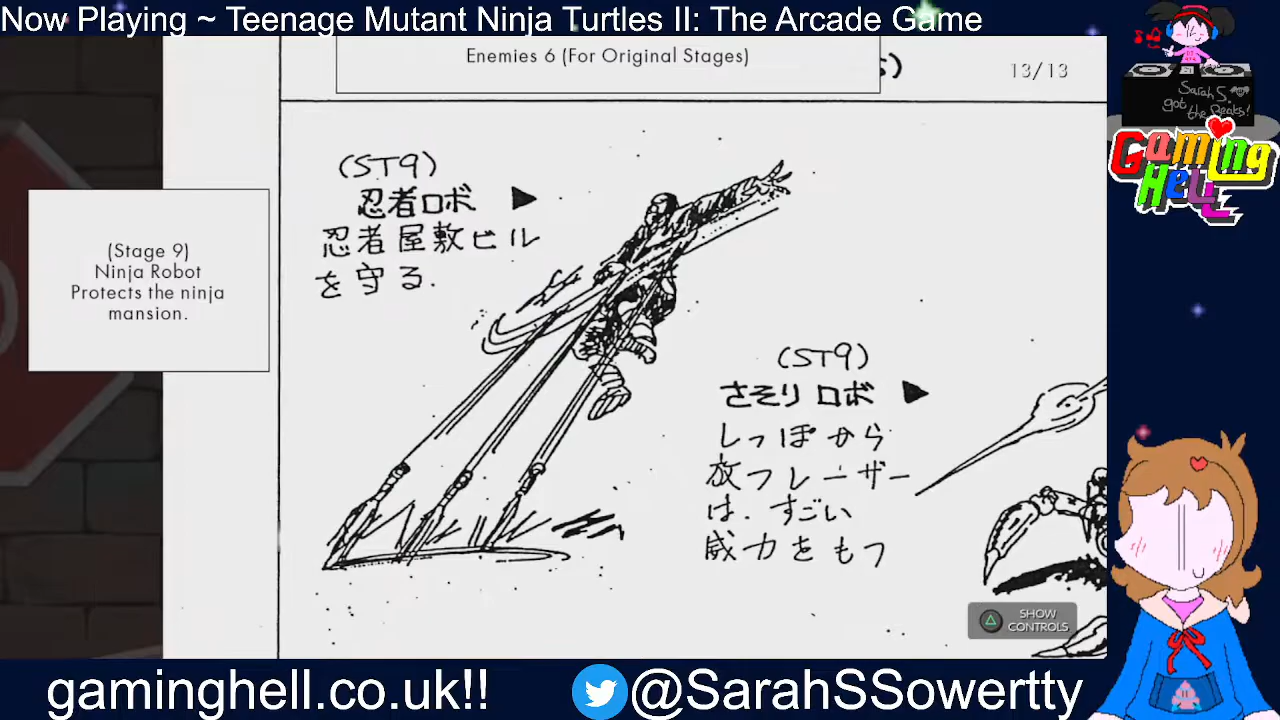 Now Playing ~ Teenage Mutant Ninja Turtles II: The Arcade Game
Enemies 6 (For Original Stages)
13/13
Sarah S.
got
the Beats!
Gaming
Hell
(ST9)
忍者ロボ
忍者屋敷ビル
を守る.
(Stage 9)
Ninja Robot
Protects the ninja
mansion.
(ST9)
さそりロボ
しっぽから
放つレーザー
は、すごい
威力をもつ
SHOW
CONTROLS
gaminghell.co.uk!!
@SarahSSowertty